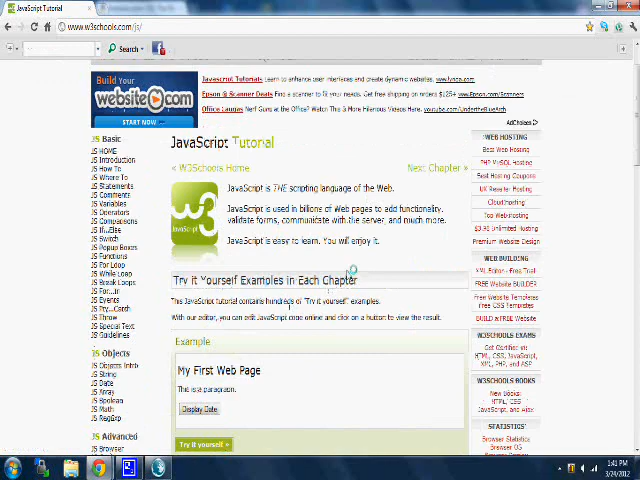 JavaScript Tutorial
www.w3schools.com/js/
Search
Build Your
website.com
START NOW
Javascript Tutorials Learn to enhance user interfaces and create dynamic websites. www.lynda.com
Epson @ Scanner Deals Find a scanner to fit your needs. Get free shipping on orders $25+ www.Epson.com/Scanners
Office Laughs Nerf Guns at the Office? Watch This & More Hilarious Videos Here. youtube.com/UndertheBlueArch
AdChoices
JS Basic
JS HOME
JS Introduction
JS How To
JS Where To
JS Statements
JS Comments
JS Variables
JS Operators
JS Comparisons
JS If...Else
JS Switch
JS Popup Boxes
JS Functions
JS For Loop
JS While Loop
JS Break Loops
JS For...In
JS Events
JS Try...Catch
JS Throw
JS Special Text
JS Guidelines
JS Objects
JS Objects Intro
JS String
JS Date
JS Array
JS Boolean
JS Math
JS RegExp
JS Advanced
JS Browser
JavaScript Tutorial
« W3Schools Home
Next Chapter »
w3
JavaScript
JavaScript is THE scripting language of the Web.
JavaScript is used in billions of Web pages to add functionality,
validate forms, communicate with the server, and much more.
JavaScript is easy to learn. You will enjoy it.
Try it Yourself Examples in Each Chapter
This JavaScript tutorial contains hundreds of "Try it yourself" examples.
With our editor, you can edit JavaScript code online and click on a button to view the result.
Example
My First Web Page
This is a paragraph.
Display Date
Try it yourself »
WEB HOSTING
Best Web Hosting
PHP MySQL Hosting
Best Hosting Coupons
UK Reseller Hosting
Cloud Hosting
Top Web Hosting
$3.98 Unlimited Hosting
Premium Website Design
WEB BUILDING
XML Editor - Free Trial!
FREE Website BUILDER
Free Website Templates
Free CSS Templates
BUILD a FREE WEBSITE
W3SCHOOLS EXAMS
Get Certified in:
HTML, CSS, JavaScript,
XML, PHP, and ASP
W3SCHOOLS BOOKS
New Books:
HTML, CSS
JavaScript, and Ajax
STATISTICS
Browser Statistics
Browser OS
1:41 PM
3/24/2012